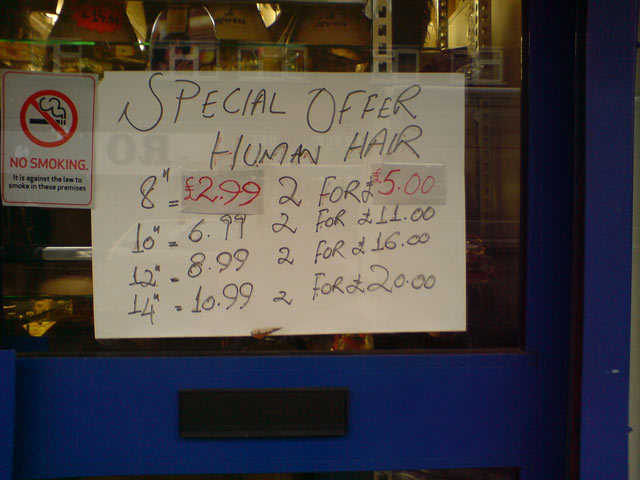 SPECIAL OFFER
HUMAN HAIR
8" = £2.99 2 FOR £5.00
10" = 6.99 2 FOR £11.00
12" = 8.99 2 FOR £16.00
14" = 10.99 2 FOR £20.00
NO SMOKING.
It is against the law to
smoke in these premises